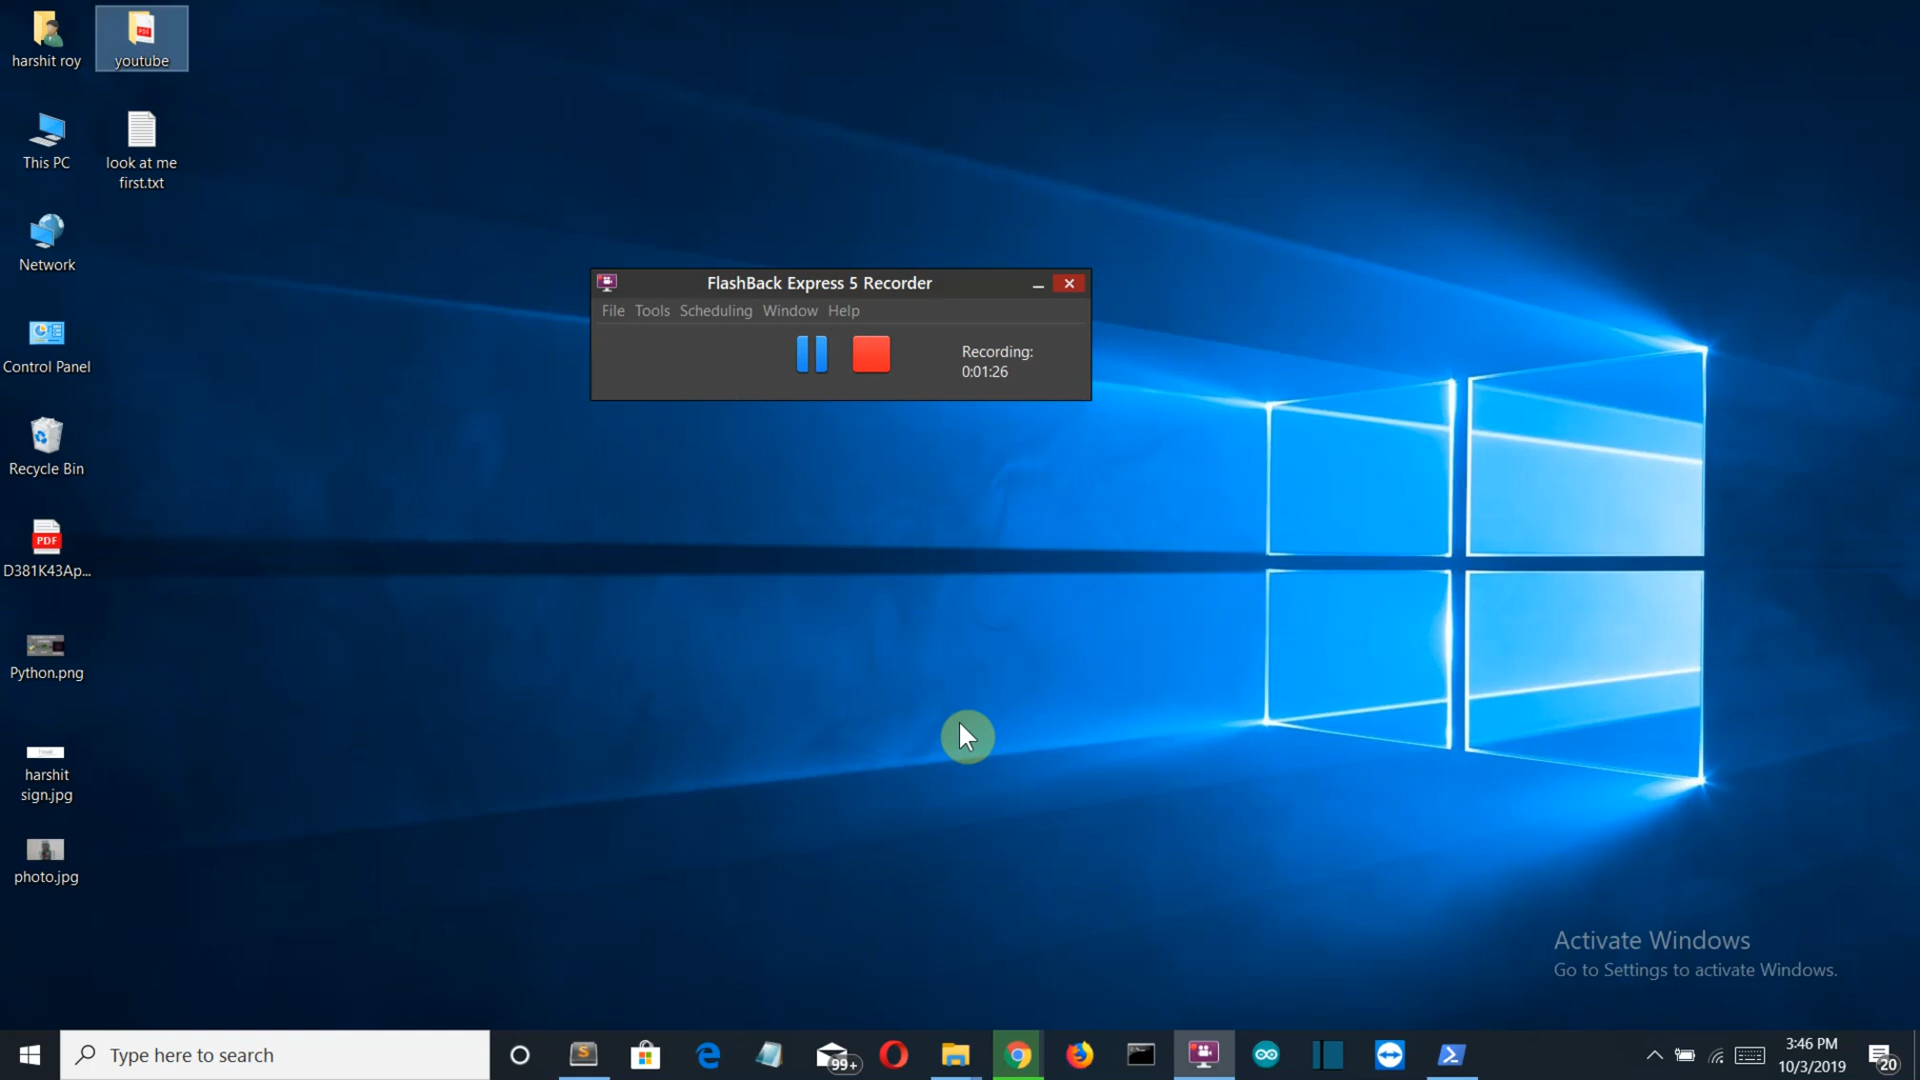 harshit roy
youtube
This PC
look at me
first.txt
Network
Control Panel
Recycle Bin
PDF
D381K43Ap...
Python.png
harshit
sign.jpg
photo.jpg
FlashBack Express 5 Recorder
File Tools Scheduling Window Help
Recording:
0:01:26
Activate Windows
Go to Settings to activate Windows.
Type here to search
99+
3:46 PM
10/3/2019
20